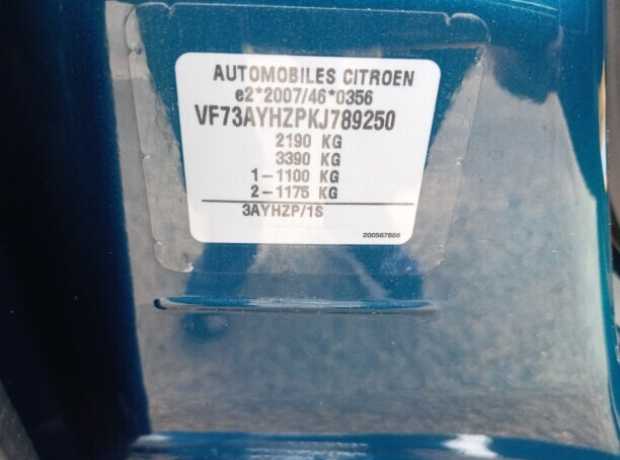 AUTOMOBILES CITROEN
e2*2007/46*0356
VF73AYHZPKJ789250
2190 KG
3390 KG
1-1100 KG
2-1175 KG
3AYHZP/1S
200567866